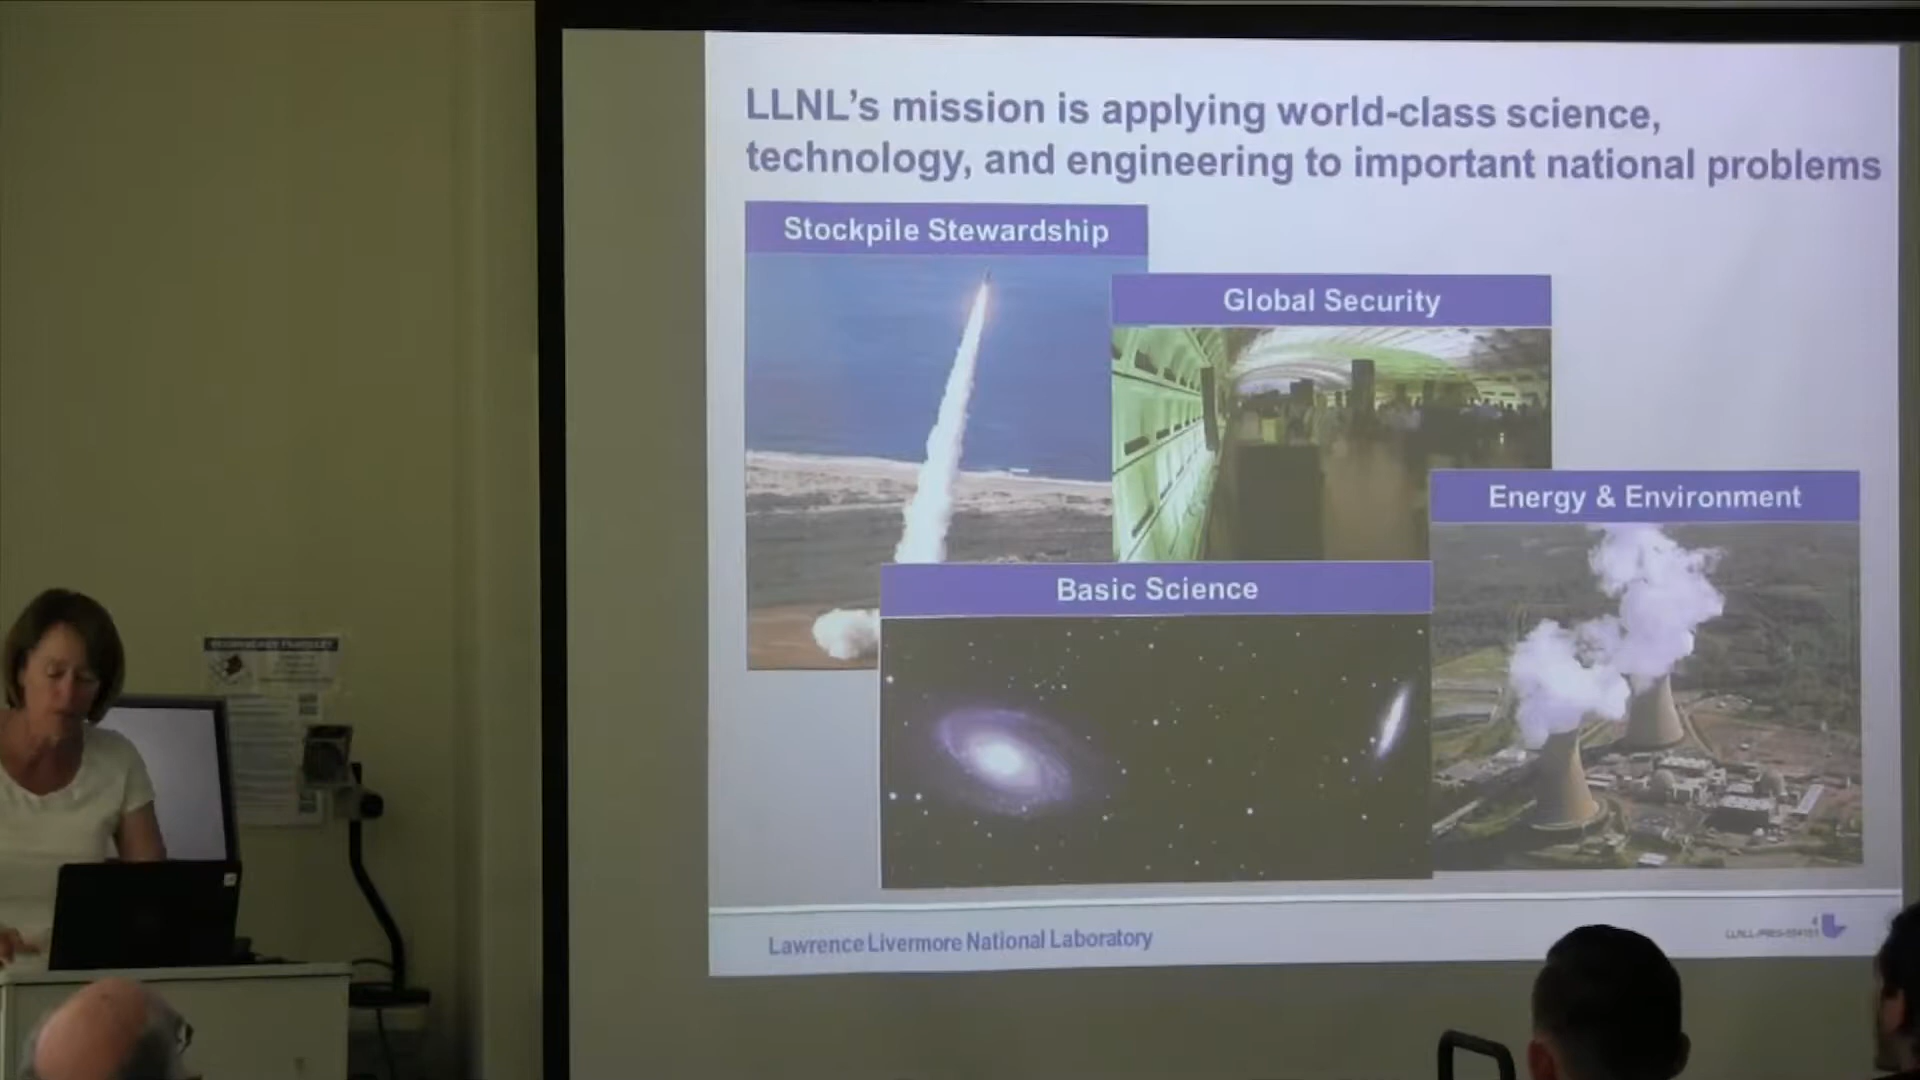 LLNL’s mission is applying world-class science,
technology, and engineering to important national problems
Stockpile Stewardship
Global Security
Energy & Environment
Basic Science
Lawrence Livermore National Laboratory